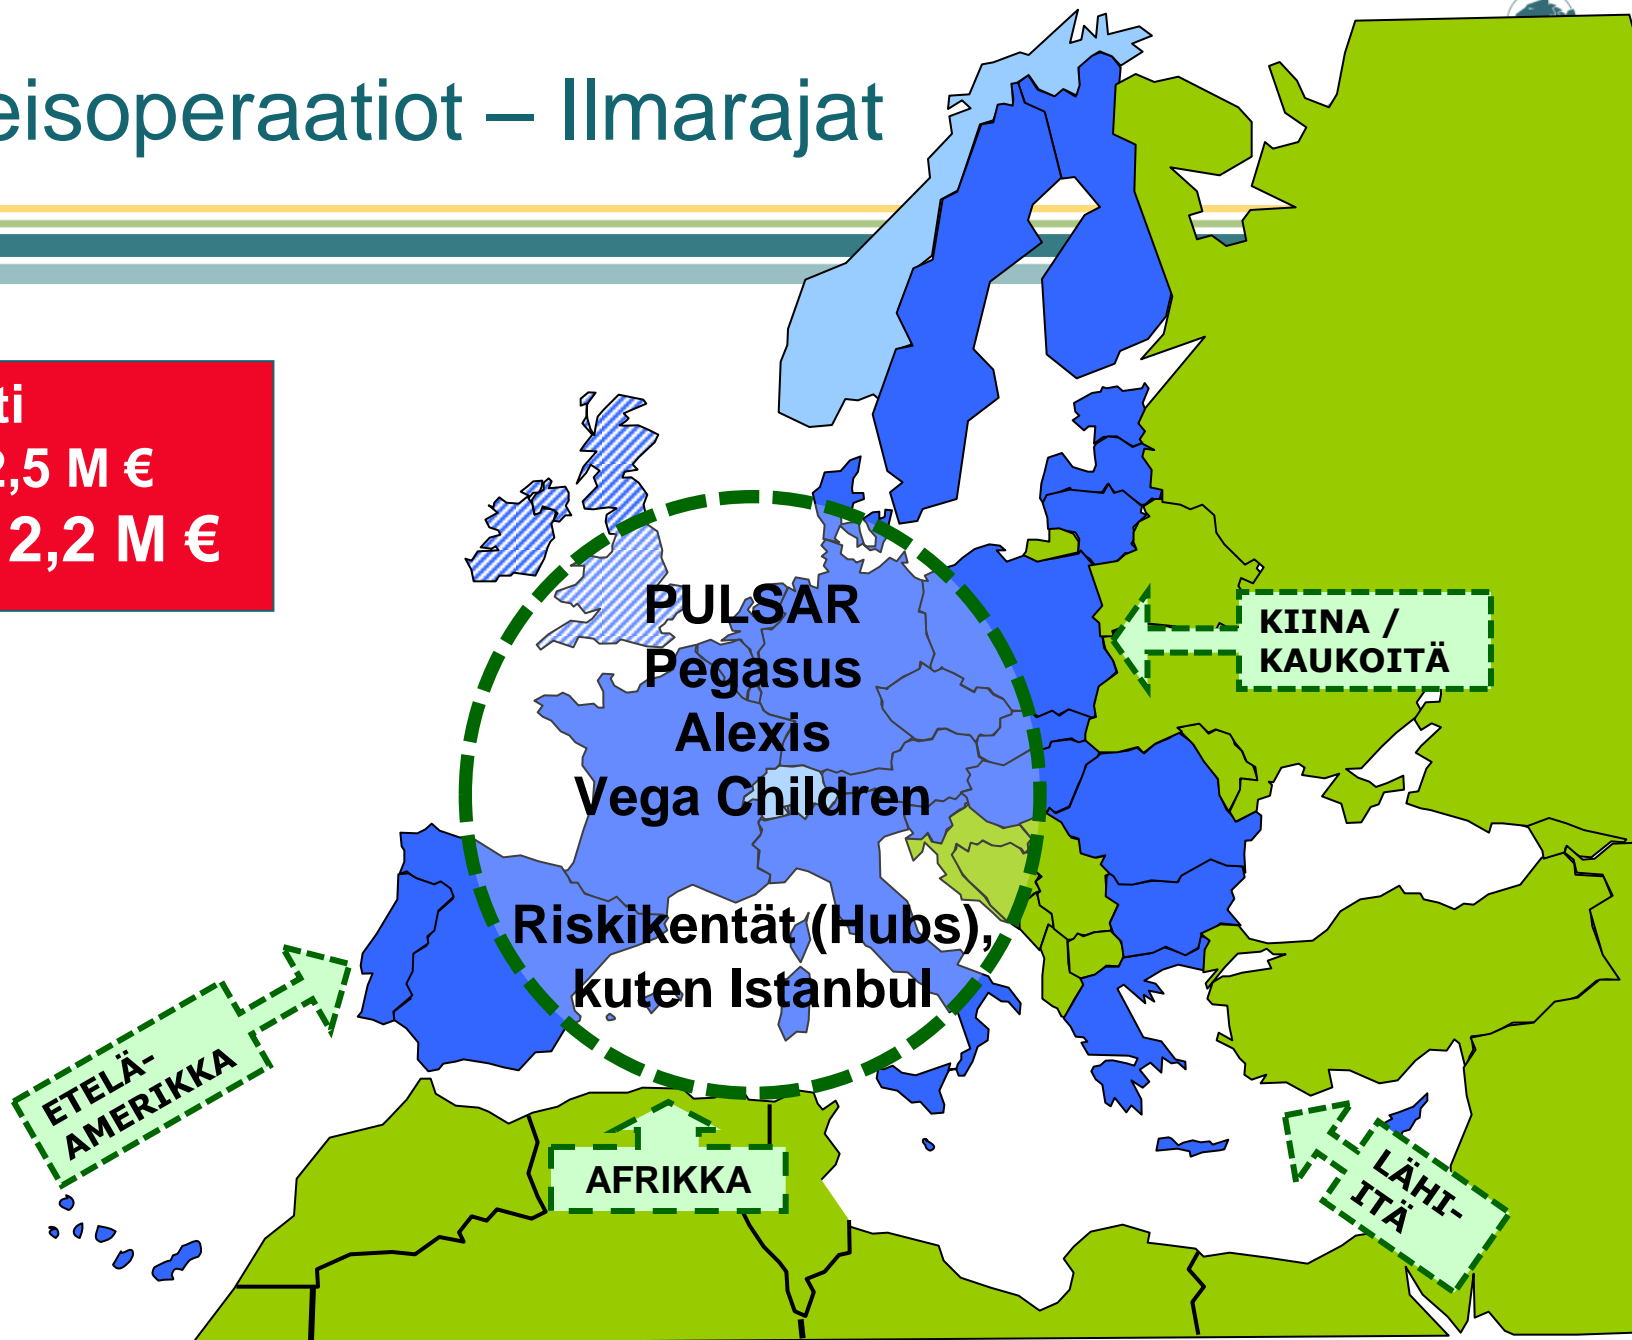 eisoperaatiot – Ilmarajat
ti
2,5 M €
12,2 M €
PULSAR
Pegasus
Alexis
Vega Children
Riskikentät (Hubs),
kuten Istanbul
KIINA /
KAUKOITÄ
ETELÄ-
AMERIKKA
AFRIKKA
LÄHI-
ITÄ